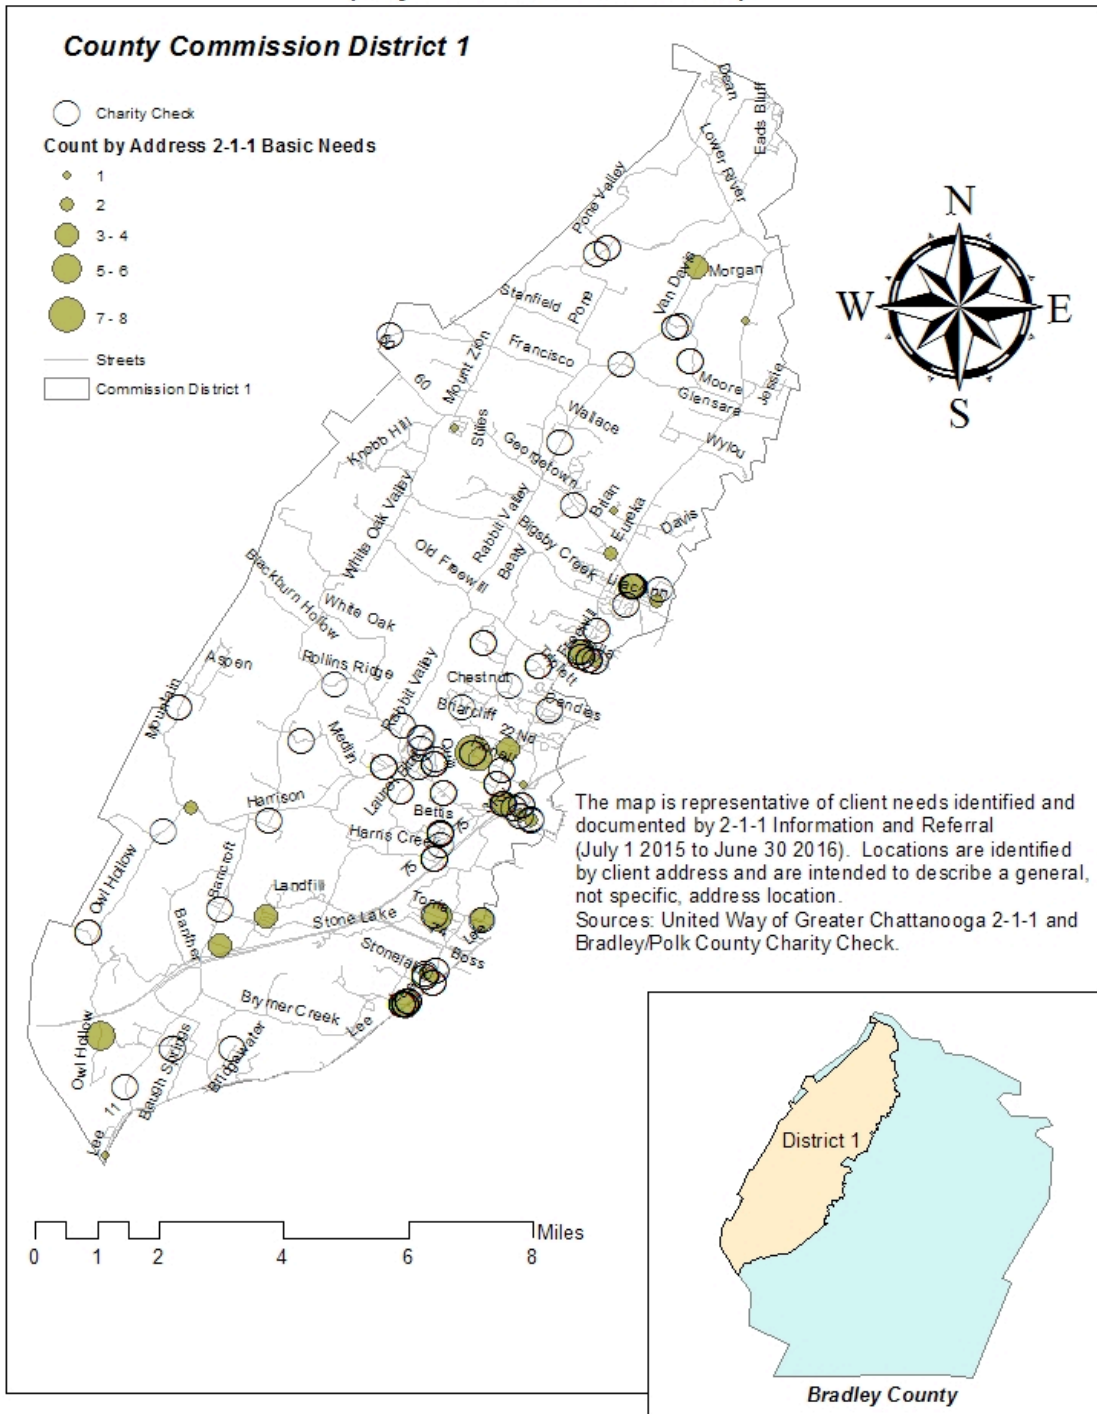 County Commission District 1
Charity Check
Count by Address 2-1-1 Basic Needs
1
2
3 - 4
5 - 6
7 - 8
Streets
Commission District 1
N
W
E
S
Dean
Eads Bluff
Lower River
Pone Valley
Van Davis
Morgan
Stanfield
Pone
Francisco
Mount Zion
60
60
Moore
Jessie
Glensara
Wallace
Wylou
Stiles
Knobb Hill
Georgetown
White Oak Valley
Rabbit Valley
Brian
Eureka
Davis
Bigsby Creek
Beaty
Old Freewill
Blackburn Hollow
White Oak
Freewill
Aspen
Rollins Ridge
Rabbit Valley
Chestnut
Candies
Briarcliff
Mountain
Medlin
22 Nd
Harrison
Bettis
75
Harris Creek
75
Owl Hollow
Bancroft
Landfill
Banther
Stone Lake
Lee
Boss
Brymer Creek
Lee
Owl Hollow
Baugh Springs
Bridgewater
11
Lee
The map is representative of client needs identified and
documented by 2-1-1 Information and Referral
(July 1 2015 to June 30 2016). Locations are identified
by client address and are intended to describe a general,
not specific, address location.
Sources: United Way of Greater Chattanooga 2-1-1 and
Bradley/Polk County Charity Check.
0 1 2 4 6 8 Miles
District 1
Bradley County